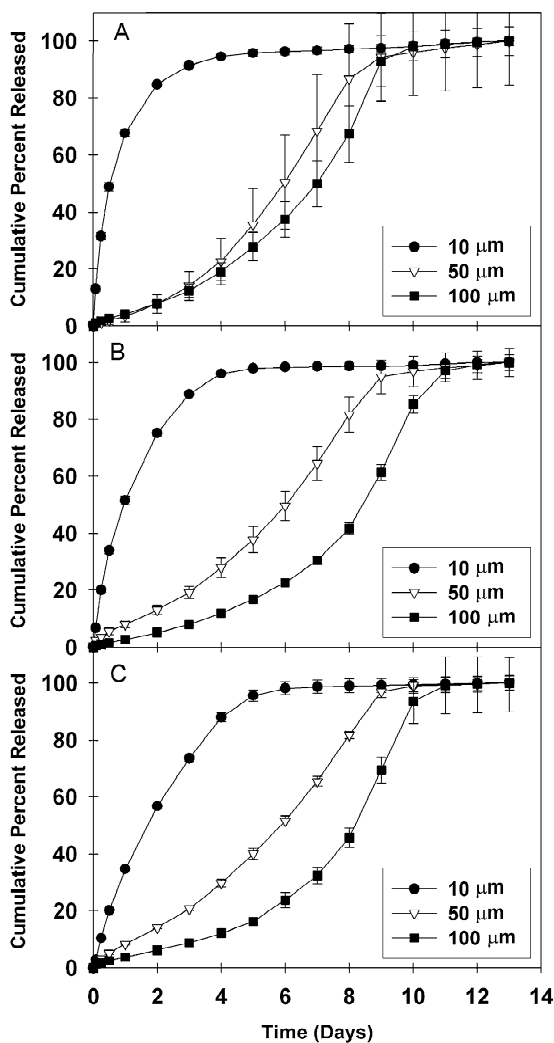 A
Cumulative Percent Released
100
80
60
40
20
0
10 μm
50 μm
100 μm
B
Cumulative Percent Released
100
80
60
40
20
0
10 μm
50 μm
100 μm
C
Cumulative Percent Released
100
80
60
40
20
0
10 μm
50 μm
100 μm
0 2 4 6 8 10 12 14
Time (Days)